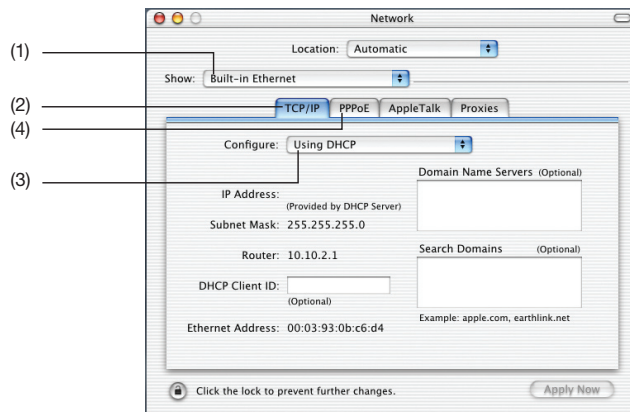 Network
Location: Automatic
(1)
Show: Built-in Ethernet
(2)
TCP/IP PPPoE AppleTalk Proxies
(4)
Configure: Using DHCP
(3)
Domain Name Servers (Optional)
IP Address:
(Provided by DHCP Server)
Subnet Mask: 255.255.255.0
Router: 10.10.2.1
Search Domains (Optional)
DHCP Client ID:
(Optional)
Example: apple.com, earthlink.net
Ethernet Address: 00:03:93:0b:c6:d4
Click the lock to prevent further changes.
Apply Now